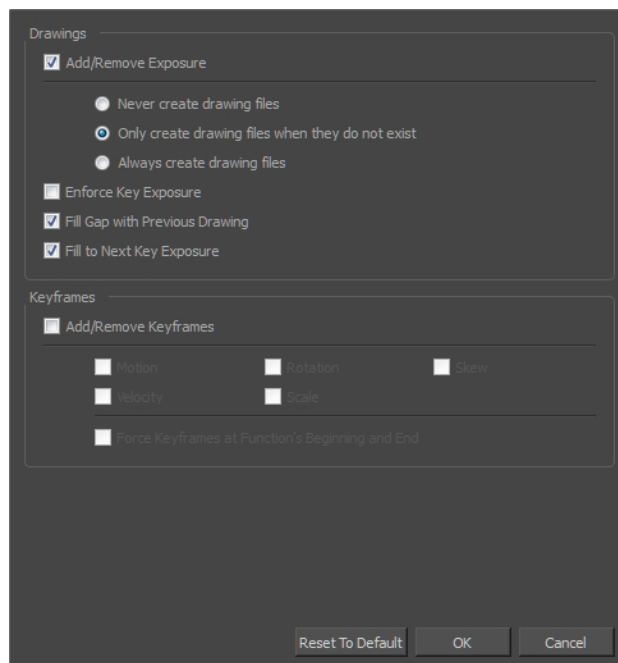 Drawings
Add/Remove Exposure
Never create drawing files
Only create drawing files when they do not exist
Always create drawing files
Enforce Key Exposure
Fill Gap with Previous Drawing
Fill to Next Key Exposure
Keyframes
Add/Remove Keyframes
Motion Rotation Skew
Velocity Scale
Force Keyframes at Function's Beginning and End
Reset To Default OK Cancel